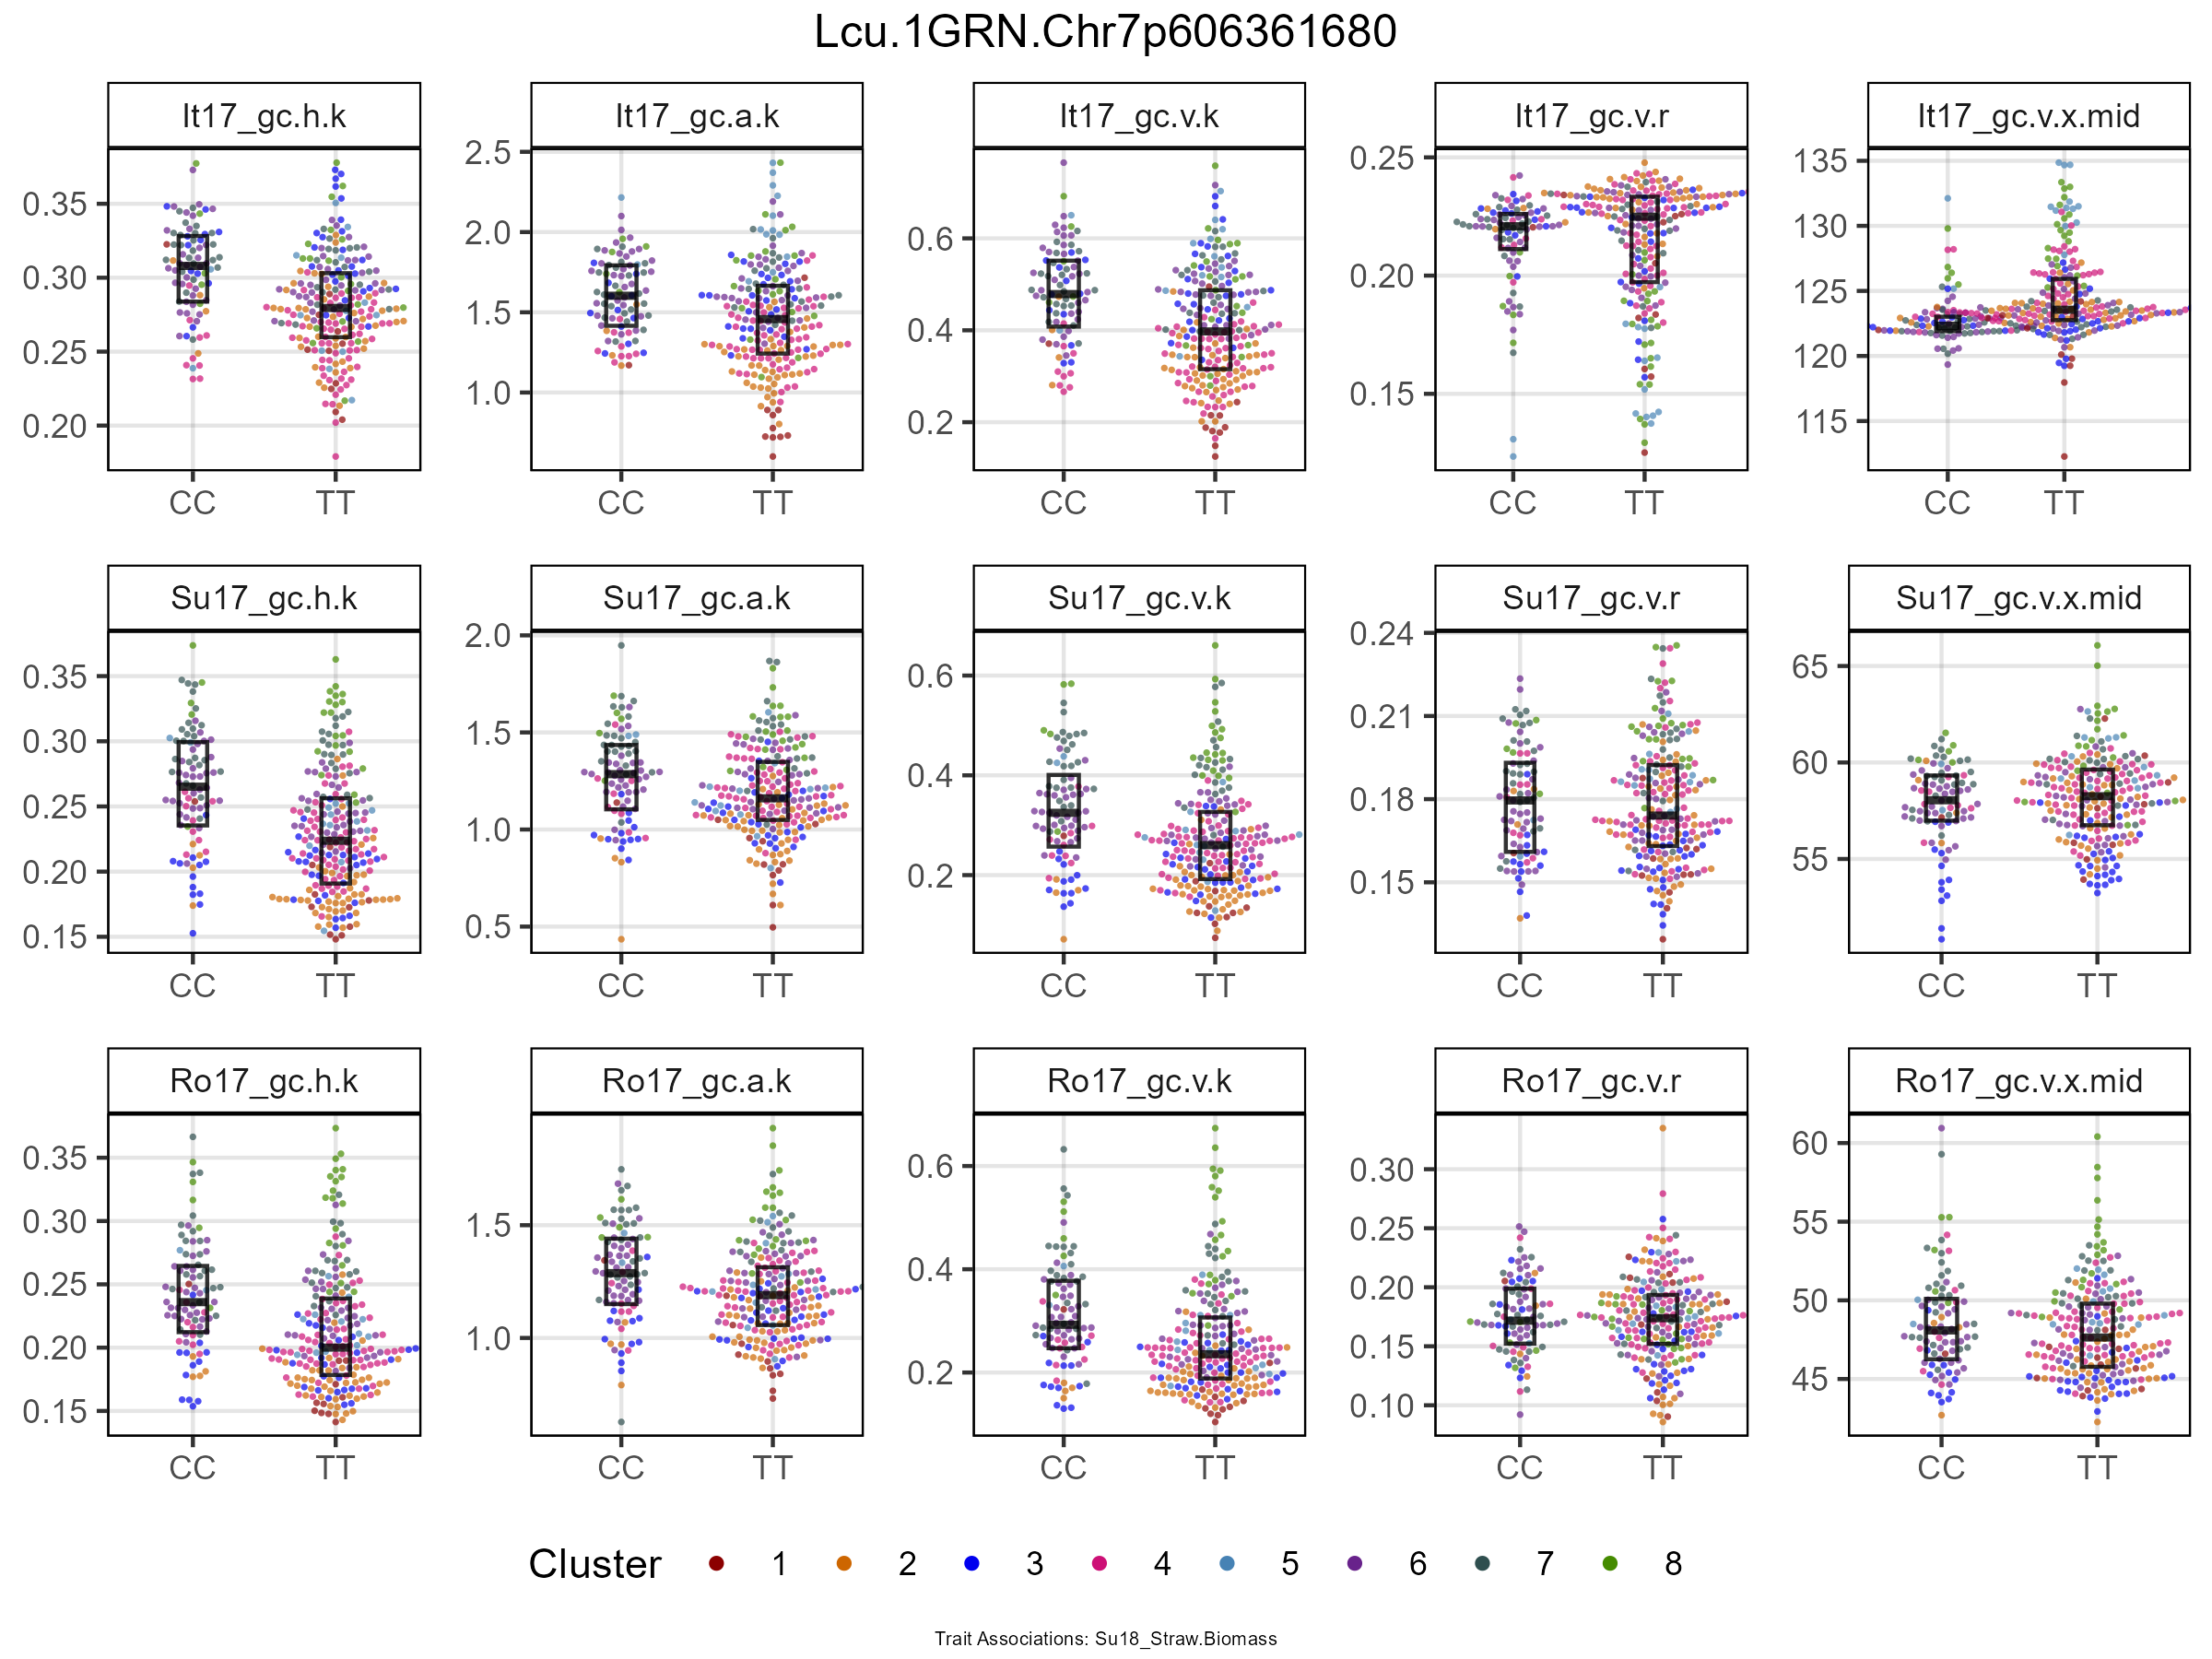 Lcu.1GRN.Chr7p606361680
It17_gc.h.k
It17_gc.a.k
It17_gc.v.k
It17_gc.v.r
It17_gc.v.x.mid
0.35
0.30
0.25
0.20
CC TT
2.5
2.0
1.5
1.0
CC TT
0.6
0.4
0.2
CC TT
0.25
0.20
0.15
CC TT
135
130
125
120
115
CC TT
Su17_gc.h.k
Su17_gc.a.k
Su17_gc.v.k
Su17_gc.v.r
Su17_gc.v.x.mid
0.35
0.30
0.25
0.20
0.15
CC TT
2.0
1.5
1.0
0.5
CC TT
0.6
0.4
0.2
CC TT
0.24
0.21
0.18
0.15
CC TT
65
60
55
CC TT
Ro17_gc.h.k
Ro17_gc.a.k
Ro17_gc.v.k
Ro17_gc.v.r
Ro17_gc.v.x.mid
0.35
0.30
0.25
0.20
0.15
CC TT
1.5
1.0
CC TT
0.6
0.4
0.2
CC TT
0.30
0.25
0.20
0.15
0.10
CC TT
60
55
50
45
CC TT
Cluster 1 2 3 4 5 6 7 8
Trait Associations: Su18_Straw.Biomass